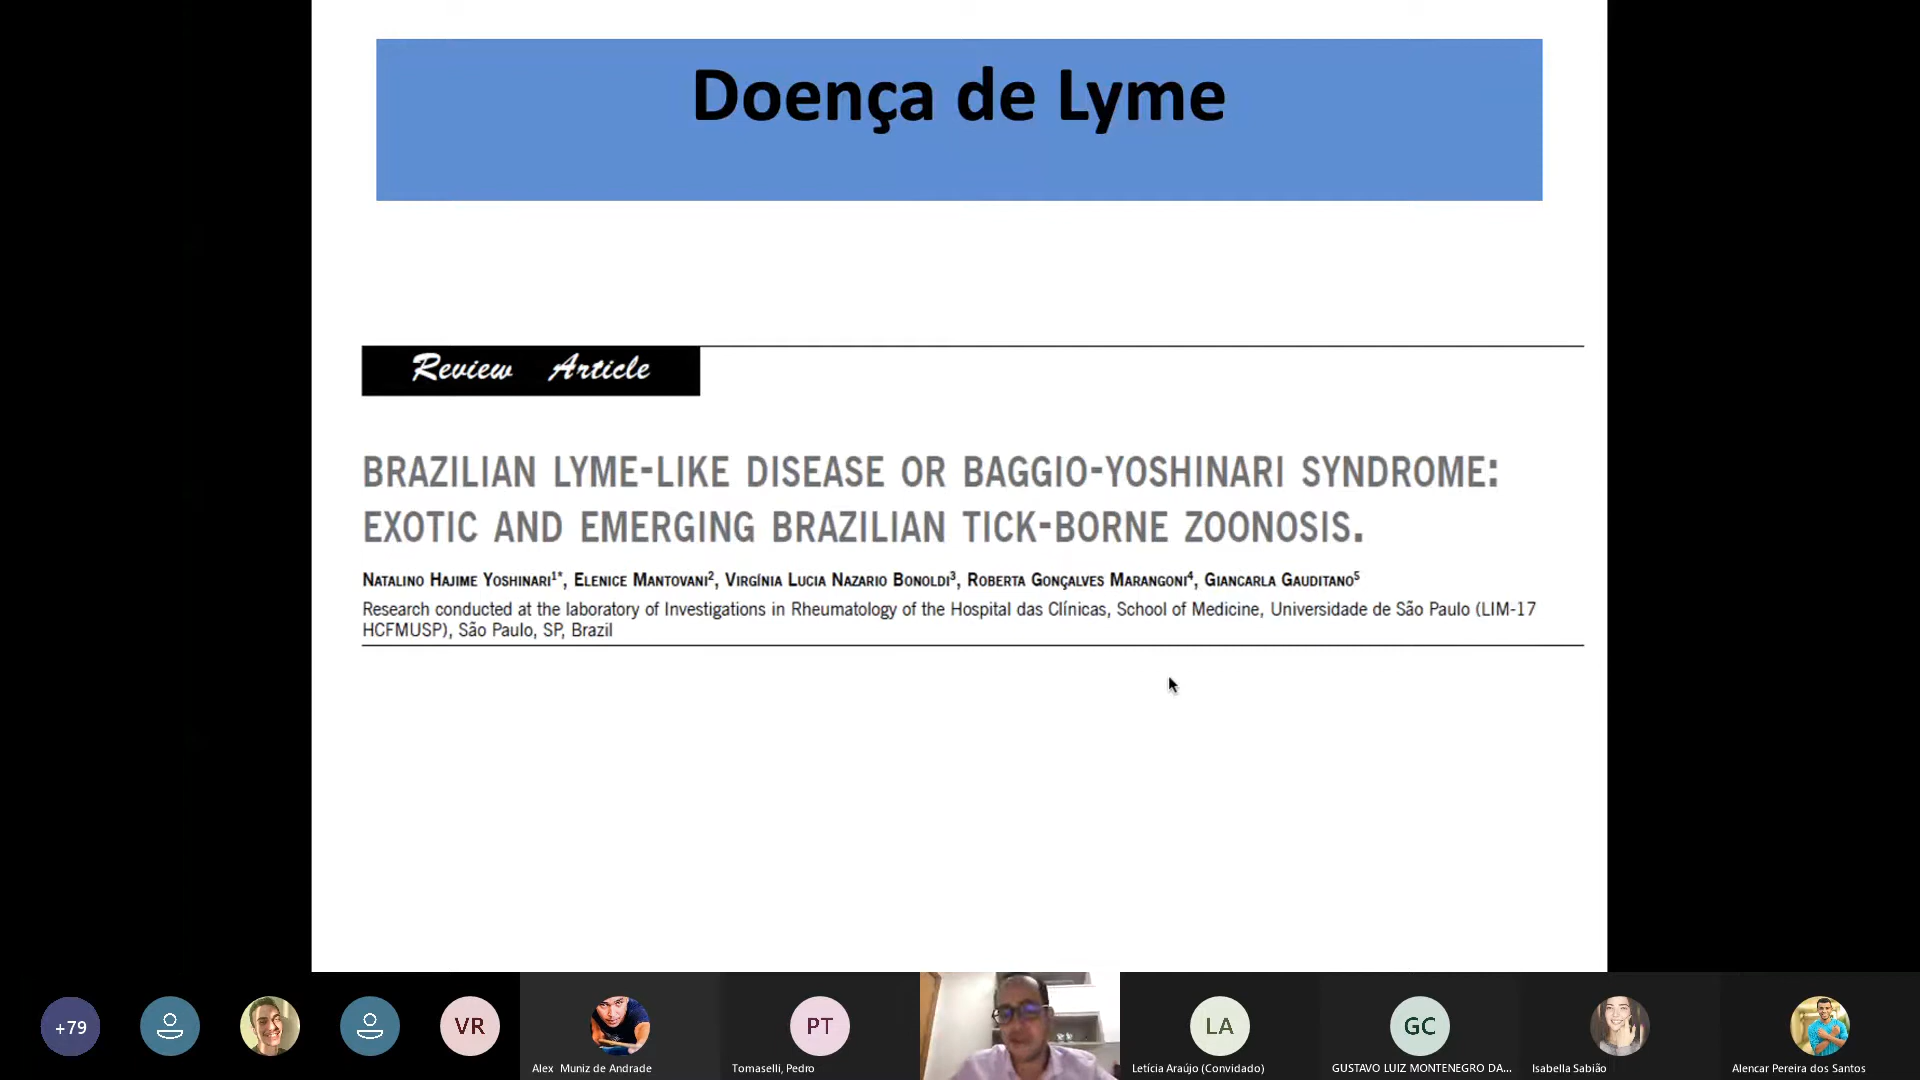 Doença de Lyme
Review Article
BRAZILIAN LYME-LIKE DISEASE OR BAGGIO-YOSHINARI SYNDROME:
EXOTIC AND EMERGING BRAZILIAN TICK-BORNE ZOONOSIS.
NATALINO HAJIME YOSHINARI1*, ELENICE MANTOVANI2, VIRGÍNIA LUCIA NAZARIO BONOLDI3, ROBERTA GONÇALVES MARANGONI4, GIANCARLA GAUDITANO5
Research conducted at the laboratory of Investigations in Rheumatology of the Hospital das Clínicas, School of Medicine, Universidade de São Paulo (LIM-17
HCFMUSP), São Paulo, SP, Brazil
+79
VR
PT
LA
GC
Alex Muniz de Andrade
Tomaselli, Pedro
Letícia Araújo (Convidado)
GUSTAVO LUIZ MONTENEGRO DA...
Isabella Sabião
Alencar Pereira dos Santos